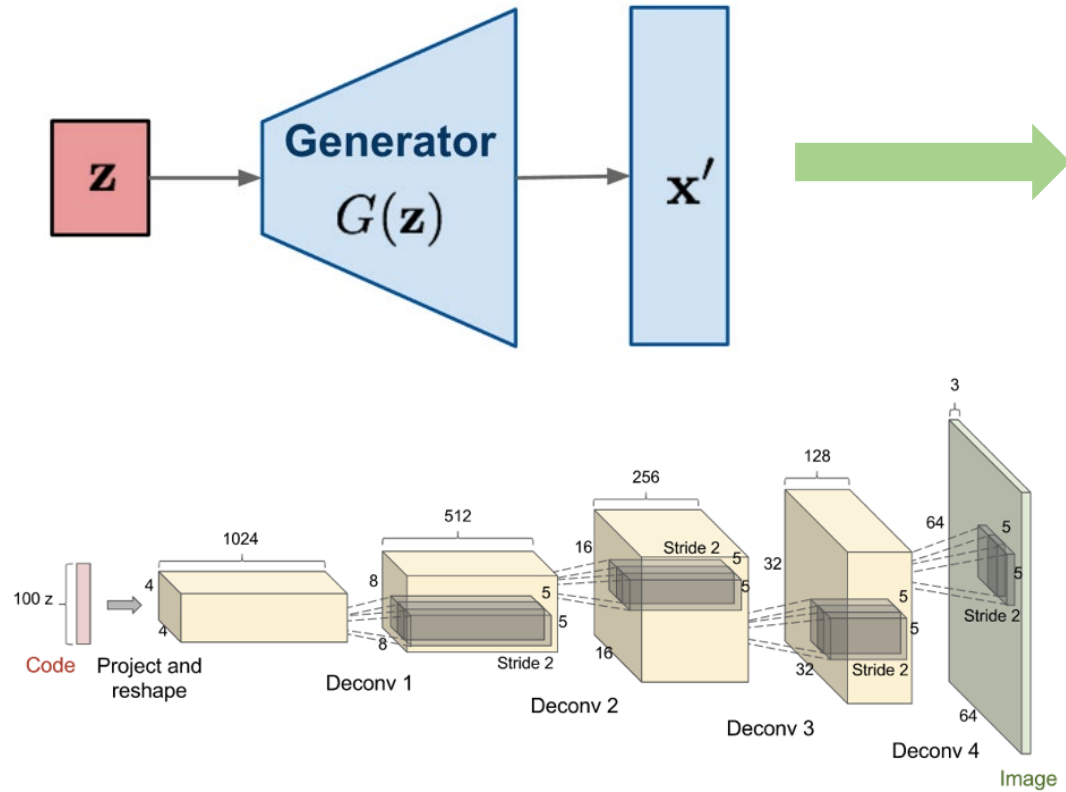 z
Generator
G(z)
x′
3
128
256
64
5
512
16
Stride 2
5
32
1024
8
5
5
4
5
5
100 z
5
Stride 2
4
8
Stride 2
16
32
Stride 2
Code
Project and
reshape
Deconv 1
Deconv 2
Deconv 3
64
Deconv 4
Image